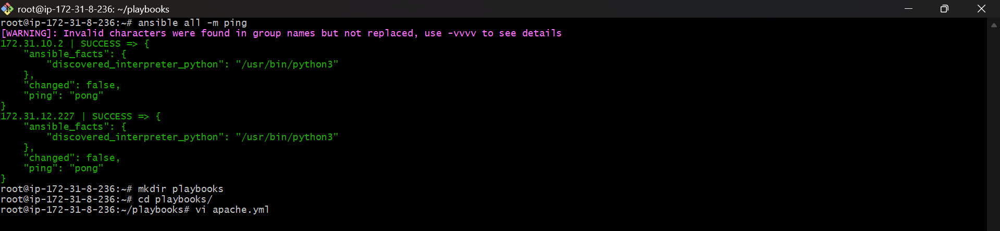 root@ip-172-31-8-236: ~/playbooks
root@ip-172-31-8-236:~# ansible all -m ping
[WARNING]: Invalid characters were found in group names but not replaced, use -vvvv to see details
172.31.10.2 | SUCCESS => {
    "ansible_facts": {
        "discovered_interpreter_python": "/usr/bin/python3"
    },
    "changed": false,
    "ping": "pong"
}
172.31.12.227 | SUCCESS => {
    "ansible_facts": {
        "discovered_interpreter_python": "/usr/bin/python3"
    },
    "changed": false,
    "ping": "pong"
}
root@ip-172-31-8-236:~# mkdir playbooks
root@ip-172-31-8-236:~# cd playbooks/
root@ip-172-31-8-236:~/playbooks# vi apache.yml